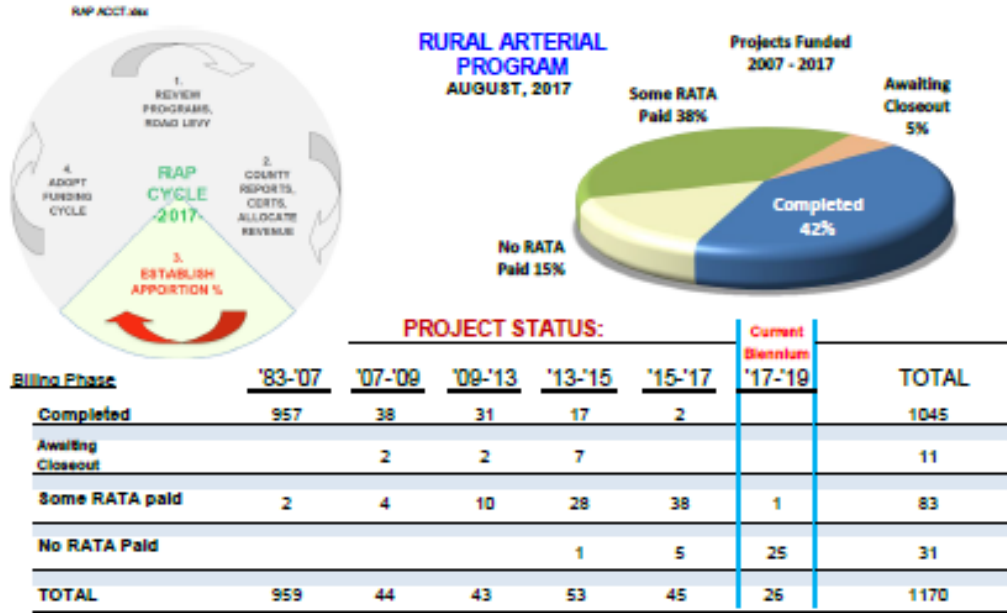 RAP ACCT.xlsx
1.
REVIEW
PROGRAMS,
ROAD LEVY
2.
COUNTY
REPORTS,
CERTS,
ALLOCATE
REVENUE
3.
ESTABLISH
APPOIRTION %
4.
ADOPT
FUNDING
CYCLE
RAP
CYCLE
-2017-
RURAL ARTERIAL
PROGRAM
AUGUST, 2017
Projects Funded
2007 - 2017
Some RATA
Paid 38%
Awaiting
Closeout
5%
Completed
42%
No RATA
Paid 15%
PROJECT STATUS:
Current
Biennium
Billing Phase '83-'07 '07-'09 '09-'13 '13-'15 '15-'17 '17-'19 TOTAL
Completed 957 38 31 17 2 1045
Awaiting
Closeout 2 2 7 11
Some RATA paid 2 4 10 28 38 1 83
No RATA Paid 1 5 25 31
TOTAL 959 44 43 53 45 26 1170